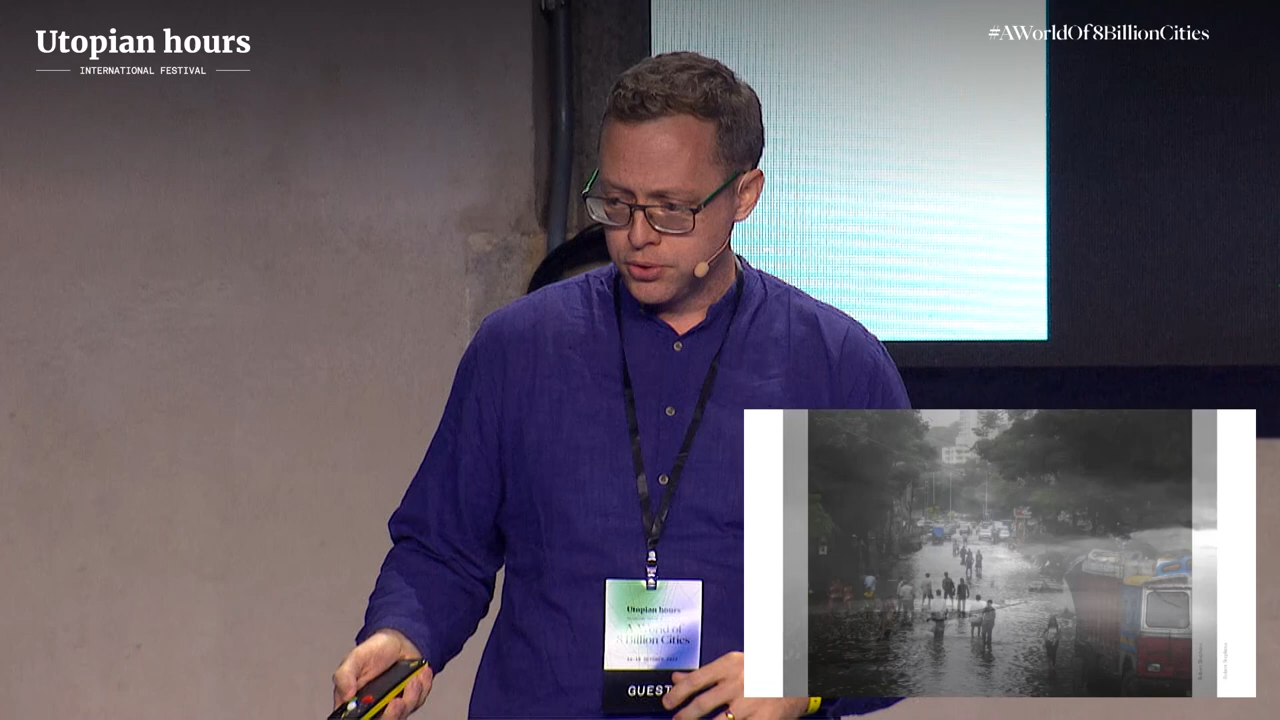 Utopian hours
INTERNATIONAL FESTIVAL
#AWorldOf8BillionCities
Utopian hours
A World of
8 Billion Cities
GUEST